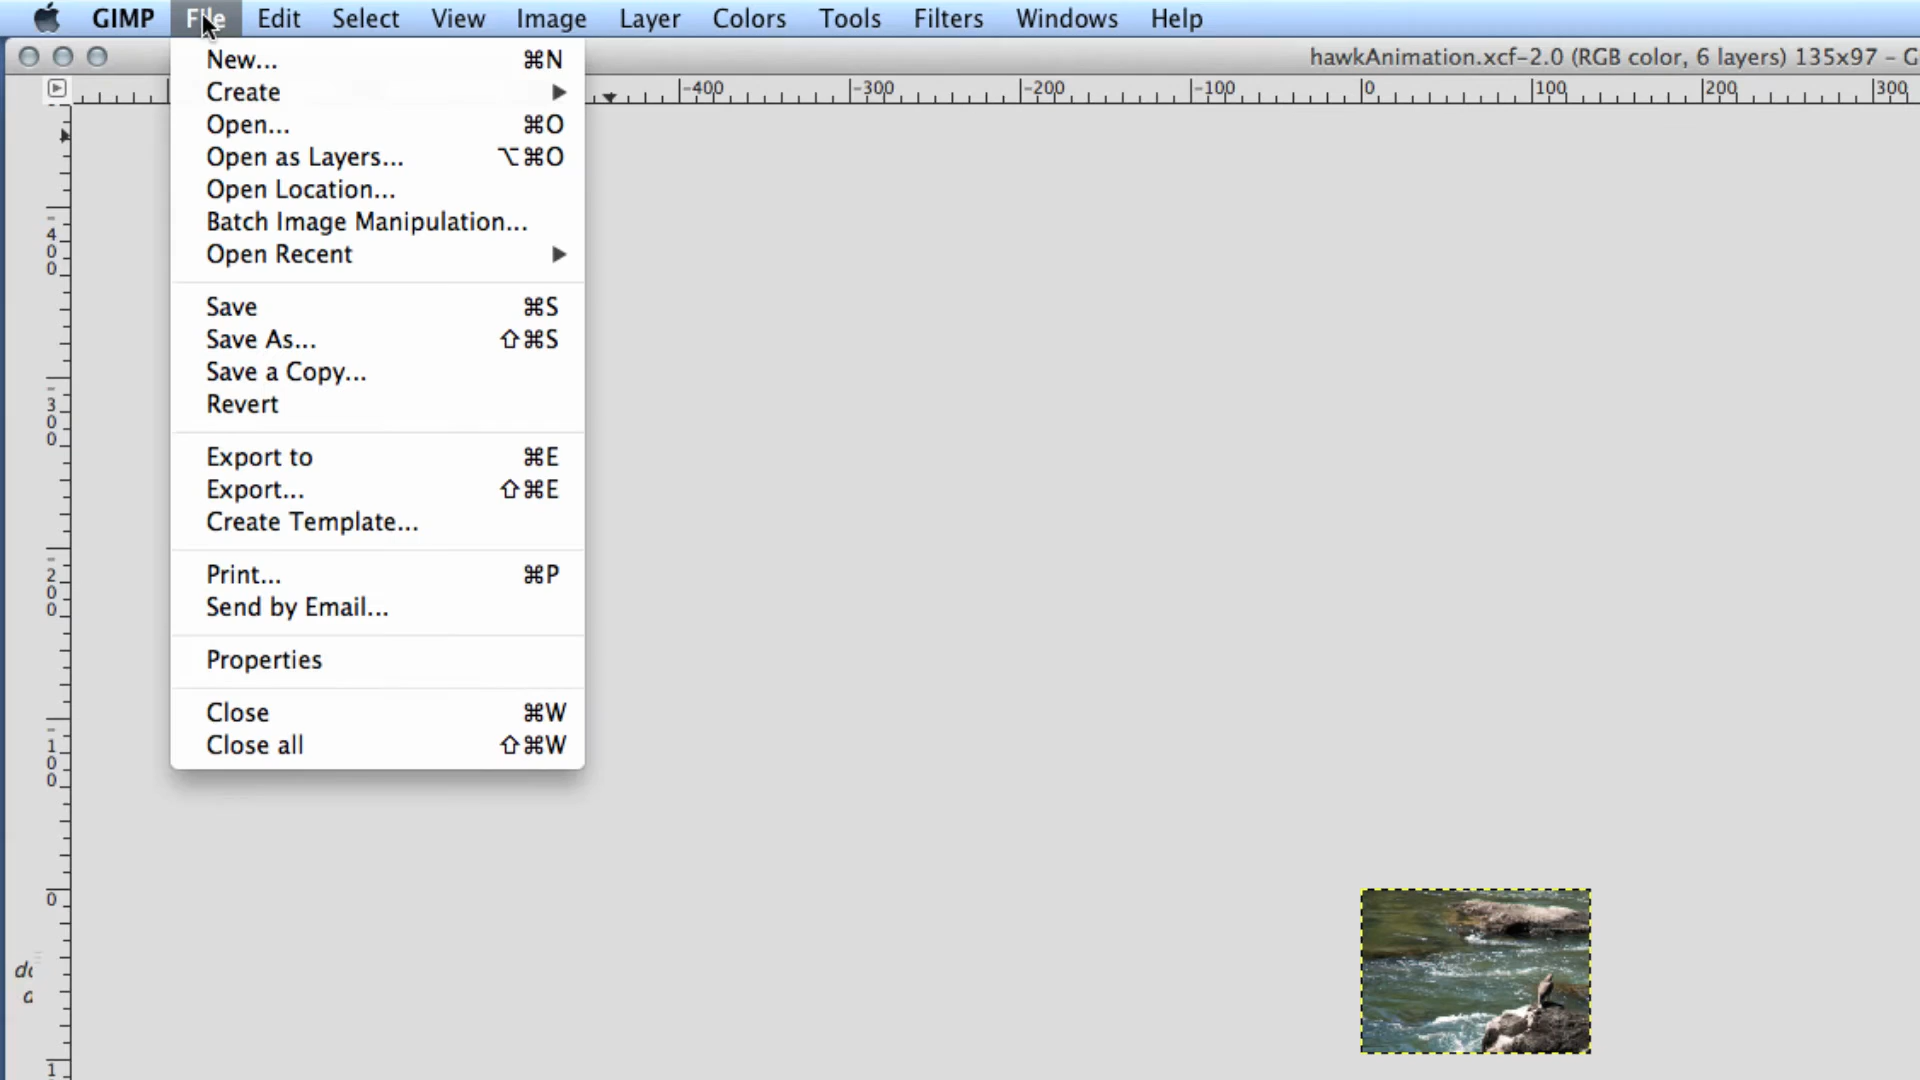 GIMP File Edit Select View Image Layer Colors Tools Filters Windows Help
hawkAnimation.xcf-2.0 (RGB color, 6 layers) 135x97 – G
-400 -300 -200 -100 0 100 200 300
New... ⌘N
Create ▶
Open... ⌘O
Open as Layers... ⌥⌘O
Open Location...
Batch Image Manipulation...
Open Recent ▶
Save ⌘S
Save As... ⇧⌘S
Save a Copy...
Revert
Export to ⌘E
Export... ⇧⌘E
Create Template...
Print... ⌘P
Send by Email...
Properties
Close ⌘W
Close all ⇧⌘W
-400
-300
-200
-100
0
1